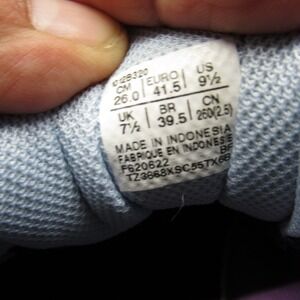 CM | EURO | US
26.0 | 41.5 | 9½
UK | BR | CN
7½ | 39.5 | 260(2.5)
MADE IN INDONESIA
FABRIQUE EN INDONESIE
F620622